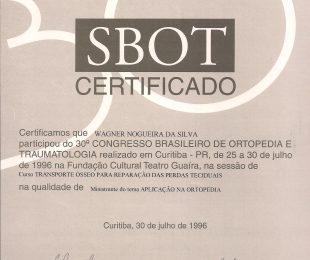 30
SBOT
CERTIFICADO
Certificamos que WAGNER NOGUEIRA DA SILVA
participou do 30º CONGRESSO BRASILEIRO DE ORTOPEDIA E
TRAUMATOLOGIA realizado em Curitiba - PR, de 25 a 30 de julho
de 1996 na Fundação Cultural Teatro Guaíra, na sessão de
Curso TRANSPORTE ÓSSEO PARA REPARAÇÃO DAS PERDAS TECIDUAIS
na qualidade de Ministrante do tema APLICAÇÃO NA ORTOPEDIA
Curitiba, 30 de julho de 1996